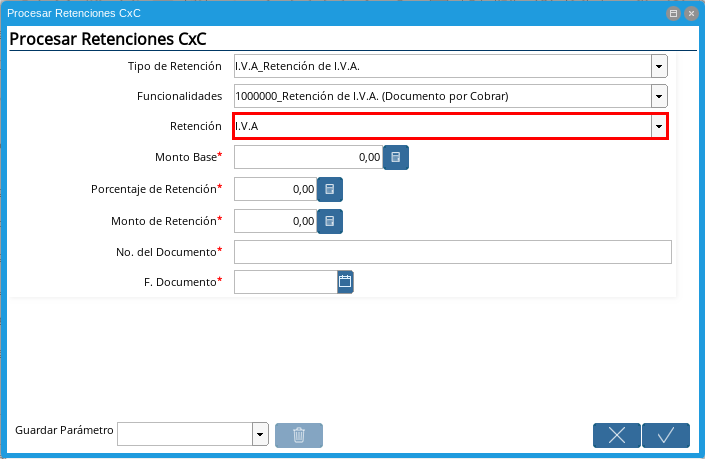 Procesar Retenciones CxC
Procesar Retenciones CxC
Tipo de Retención I.V.A_Retención de I.V.A.
Funcionalidades 1000000_Retención de I.V.A. (Documento por Cobrar)
Retención I.V.A
Monto Base* 0,00
Porcentaje de Retención* 0,00
Monto de Retención* 0,00
No. del Documento*
F. Documento*
Guardar Parámetro